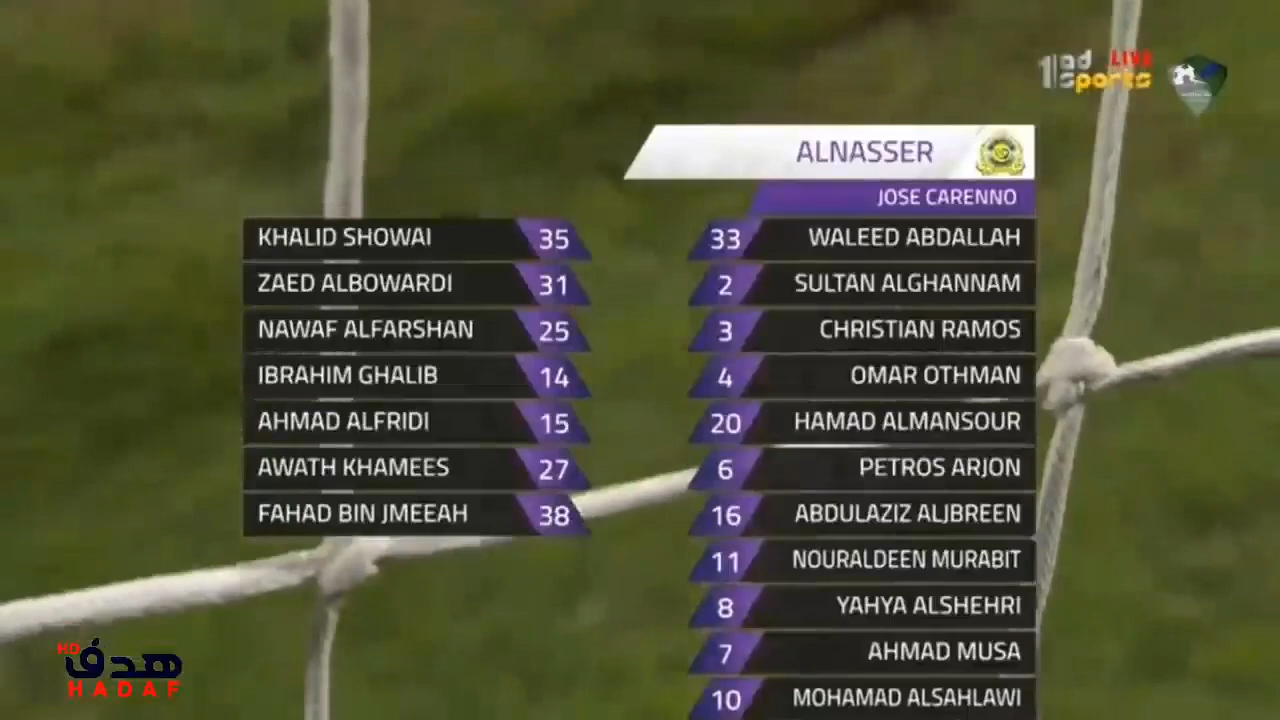 1 ad sports LIVE
ALNASSER
JOSE CARENNO
KHALID SHOWAI 35
ZAED ALBOWARDI 31
NAWAF ALFARSHAN 25
IBRAHIM GHALIB 14
AHMAD ALFRIDI 15
AWATH KHAMEES 27
FAHAD BIN JMEEAH 38
33 WALEED ABDALLAH
2 SULTAN ALGHANNAM
3 CHRISTIAN RAMOS
4 OMAR OTHMAN
20 HAMAD ALMANSOUR
6 PETROS ARJON
16 ABDULAZIZ ALJBREEN
11 NOURALDEEN MURABIT
8 YAHYA ALSHEHRI
7 AHMAD MUSA
10 MOHAMAD ALSAHLAWI
HD هدف
HADAF